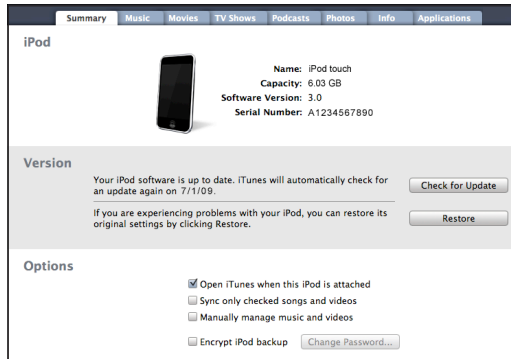 Summary Music Movies TV Shows Podcasts Photos Info Applications
iPod
Name: iPod touch
Capacity: 6.03 GB
Software Version: 3.0
Serial Number: A1234567890
Version
Your iPod software is up to date. iTunes will automatically check for
an update again on 7/1/09.
Check for Update
If you are experiencing problems with your iPod, you can restore its
original settings by clicking Restore.
Restore
Options
Open iTunes when this iPod is attached
Sync only checked songs and videos
Manually manage music and videos
Encrypt iPod backup Change Password...